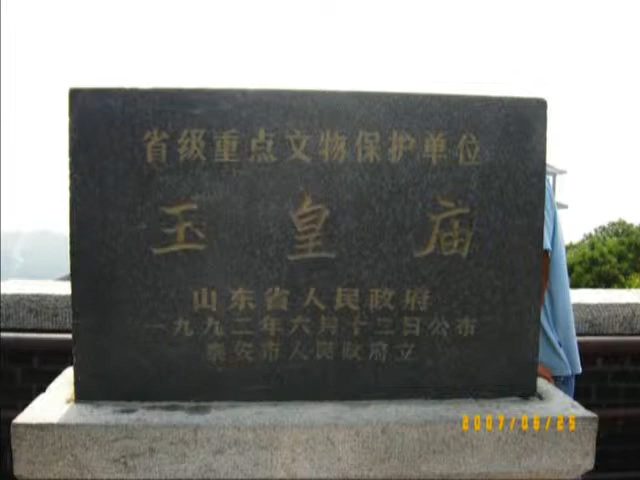 省级重点文物保护单位
玉皇庙
山东省人民政府
一九九二年六月十二日公布
泰安市人民政府立
2007/08/25